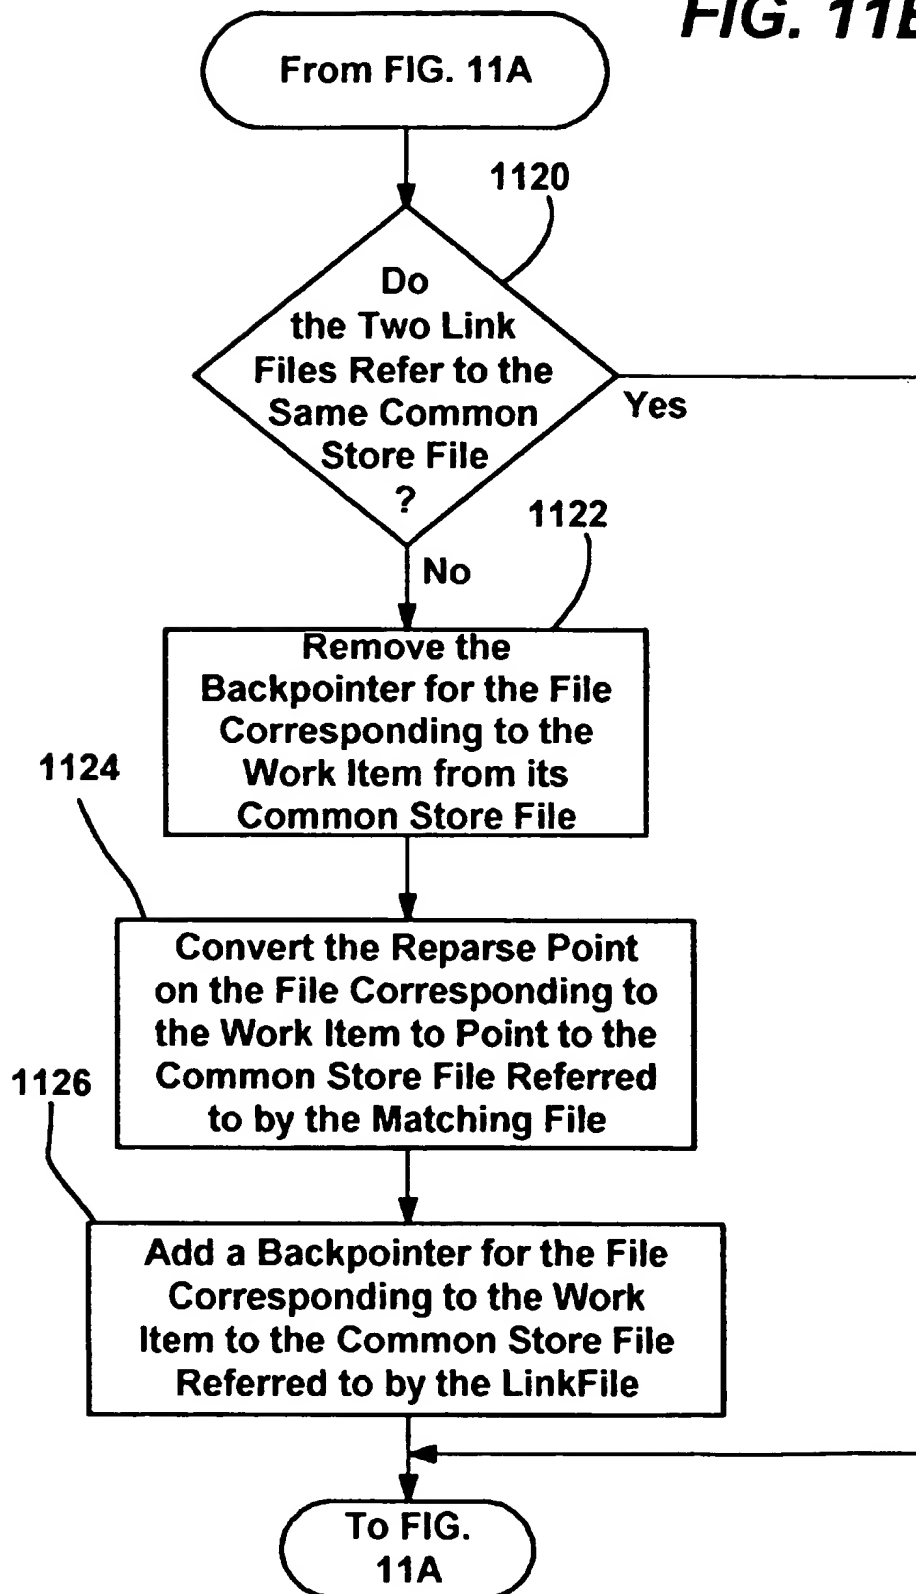 FIG. 11B
From FIG. 11A
1120
Do
the Two Link
Files Refer to the
Same Common
Store File
?
Yes
No
1122
Remove the
Backpointer for the File
Corresponding to the
Work Item from its
Common Store File
1124
Convert the Reparse Point
on the File Corresponding to
the Work Item to Point to the
Common Store File Referred
to by the Matching File
1126
Add a Backpointer for the File
Corresponding to the Work
Item to the Common Store File
Referred to by the LinkFile
To FIG.
11A